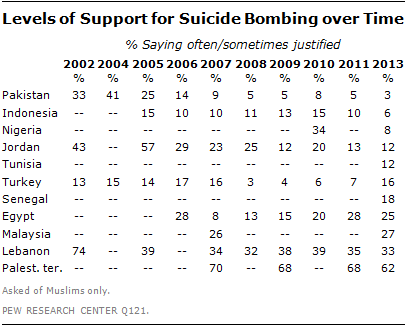 Levels of Support for Suicide Bombing over Time
% Saying often/sometimes justified
2002 2004 2005 2006 2007 2008 2009 2010 2011 2013
% % % % % % % % % %
Pakistan 33 41 25 14 9 5 5 8 5 3
Indonesia -- -- 15 10 10 11 13 15 10 6
Nigeria -- -- -- -- -- -- -- 34 -- 8
Jordan 43 -- 57 29 23 25 12 20 13 12
Tunisia -- -- -- -- -- -- -- -- -- 12
Turkey 13 15 14 17 16 3 4 6 7 16
Senegal -- -- -- -- -- -- -- -- -- 18
Egypt -- -- -- 28 8 13 15 20 28 25
Malaysia -- -- -- -- 26 -- -- -- -- 27
Lebanon 74 -- 39 -- 34 32 38 39 35 33
Palest. ter. -- -- -- -- 70 -- 68 -- 68 62
Asked of Muslims only.
PEW RESEARCH CENTER Q121.